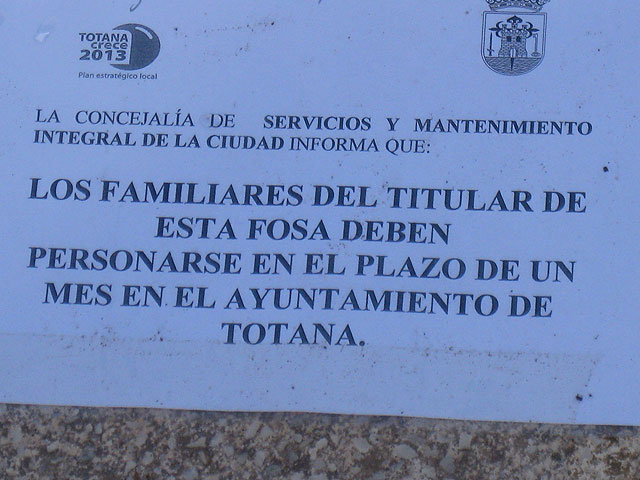 TOTANA
crece
2013
Plan estratégico local
LA CONCEJALÍA DE SERVICIOS Y MANTENIMIENTO
INTEGRAL DE LA CIUDAD INFORMA QUE:
LOS FAMILIARES DEL TITULAR DE
ESTA FOSA DEBEN
PERSONARSE EN EL PLAZO DE UN
MES EN EL AYUNTAMIENTO DE
TOTANA.